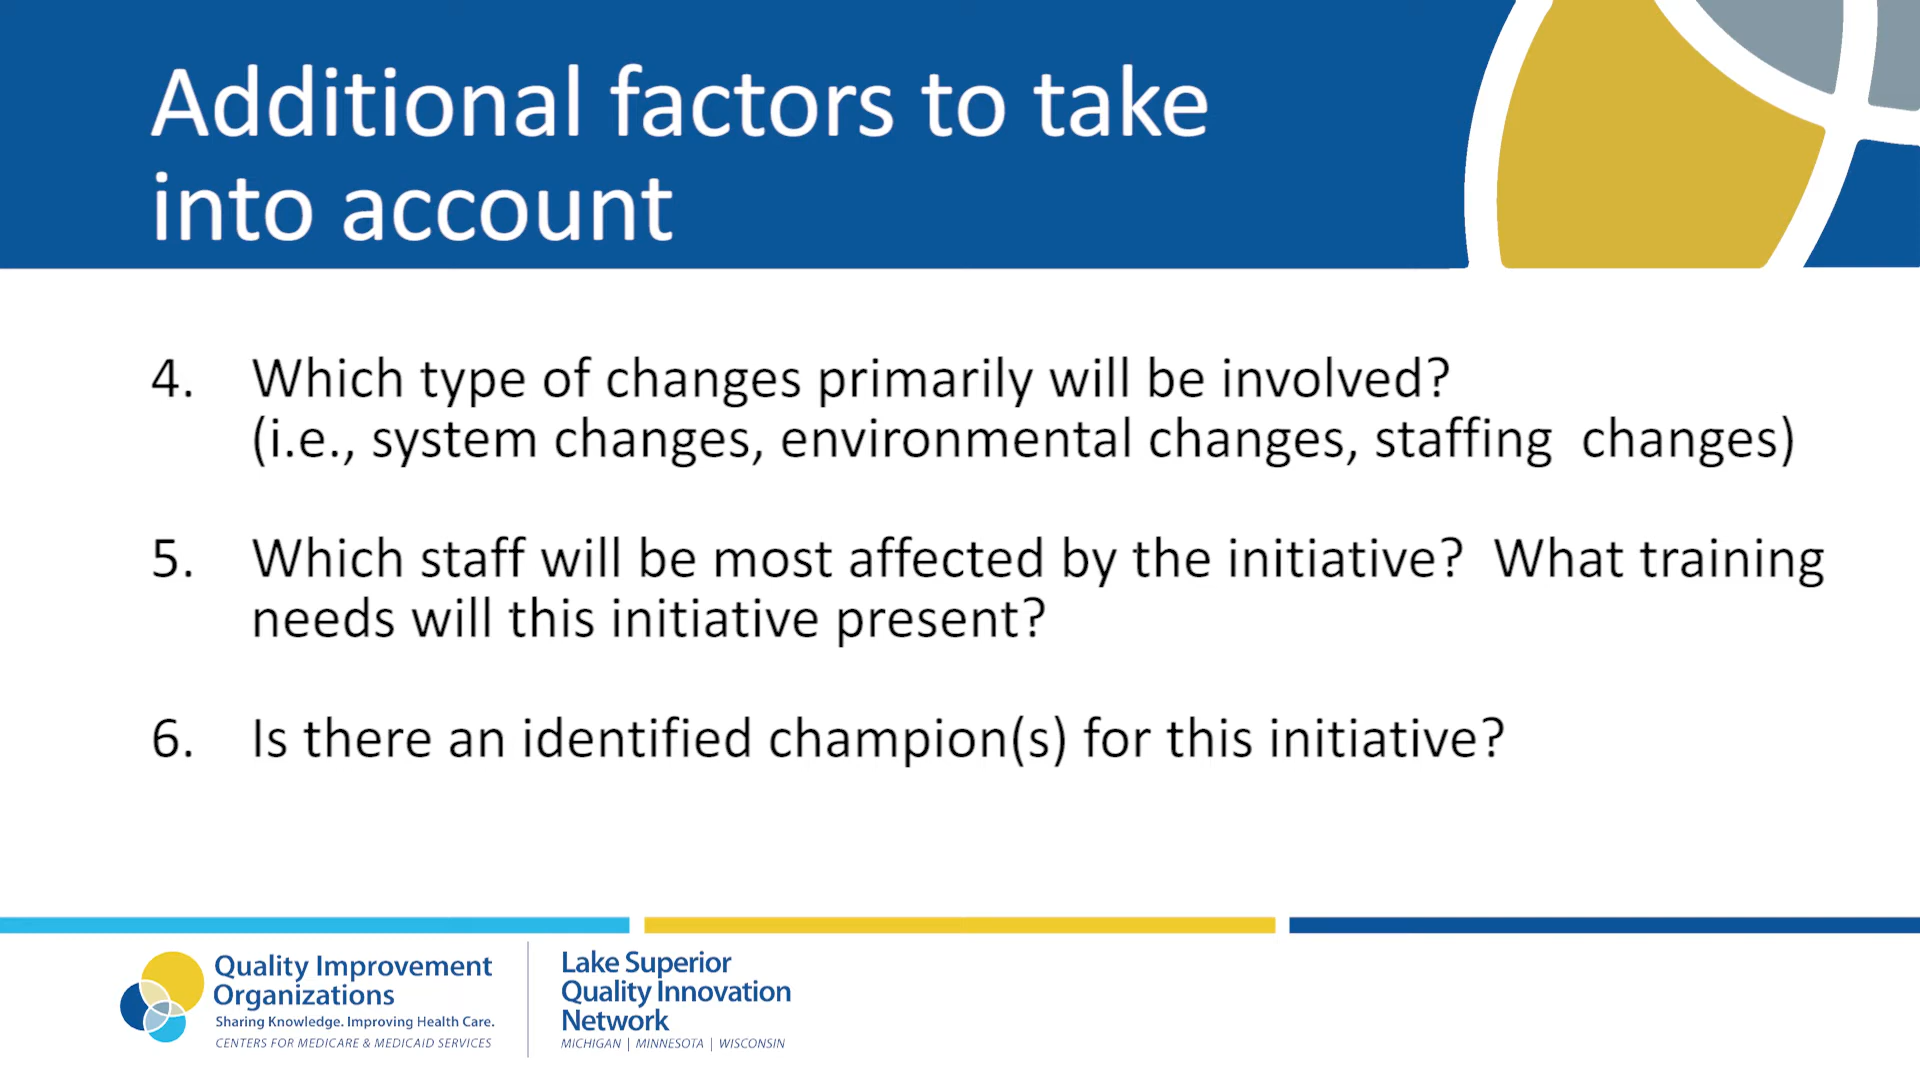 Additional factors to take
into account
4. Which type of changes primarily will be involved?
(i.e., system changes, environmental changes, staffing  changes)
5. Which staff will be most affected by the initiative?  What training
needs will this initiative present?
6. Is there an identified champion(s) for this initiative?
Quality Improvement
Organizations
Sharing Knowledge. Improving Health Care.
CENTERS FOR MEDICARE & MEDICAID SERVICES
Lake Superior
Quality Innovation
Network
MICHIGAN | MINNESOTA | WISCONSIN